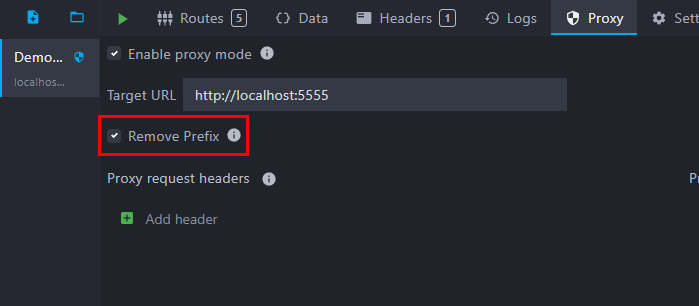 Routes 5 Data Headers 1 Logs Proxy Sett
Demo...
localhos...
Enable proxy mode
Target URL http://localhost:5555
Remove Prefix
Proxy request headers P
Add header